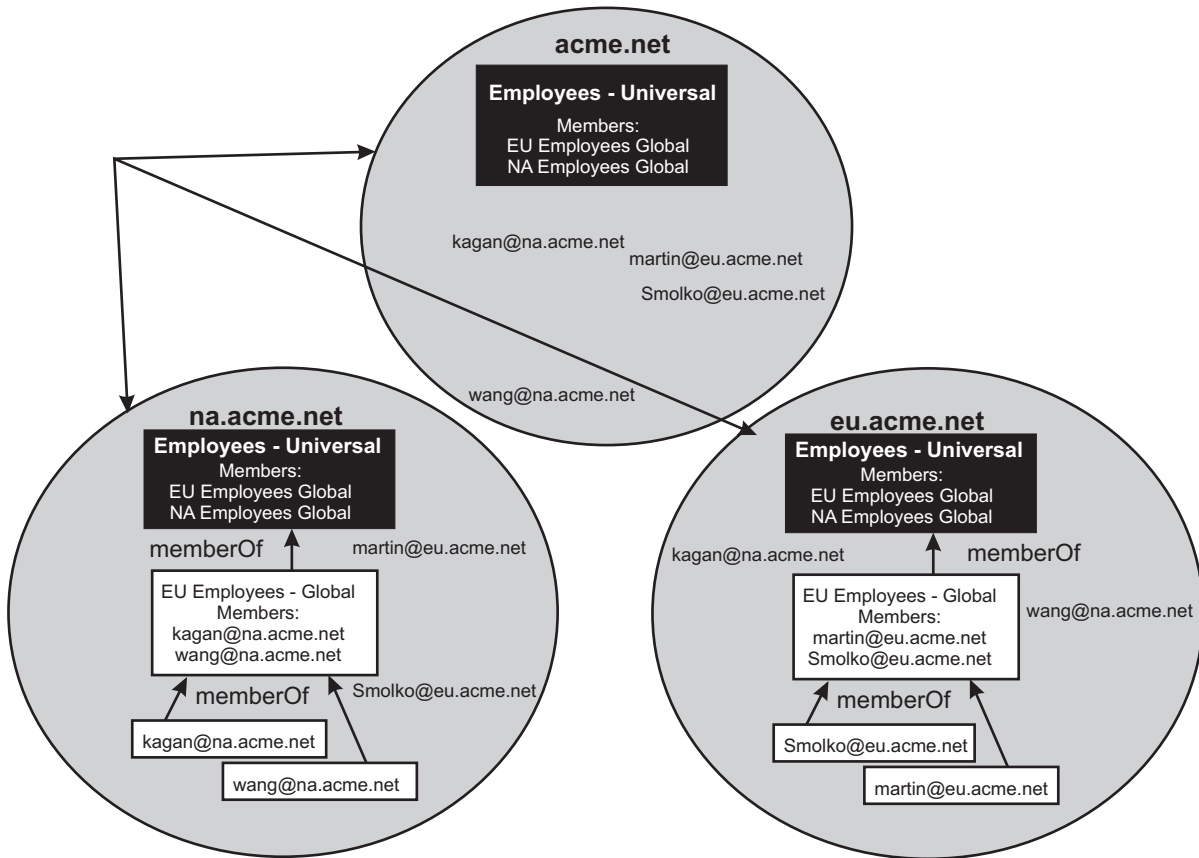 acme.net
Employees - Universal
Members:
EU Employees Global
NA Employees Global
kagan@na.acme.net
martin@eu.acme.net
Smolko@eu.acme.net
wang@na.acme.net
na.acme.net
Employees - Universal
Members:
EU Employees Global
NA Employees Global
memberOf
martin@eu.acme.net
EU Employees - Global
Members:
kagan@na.acme.net
wang@na.acme.net
memberOf
Smolko@eu.acme.net
kagan@na.acme.net
wang@na.acme.net
eu.acme.net
Employees - Universal
Members:
EU Employees Global
NA Employees Global
kagan@na.acme.net
memberOf
EU Employees - Global
Members:
martin@eu.acme.net
Smolko@eu.acme.net
wang@na.acme.net
memberOf
Smolko@eu.acme.net
martin@eu.acme.net